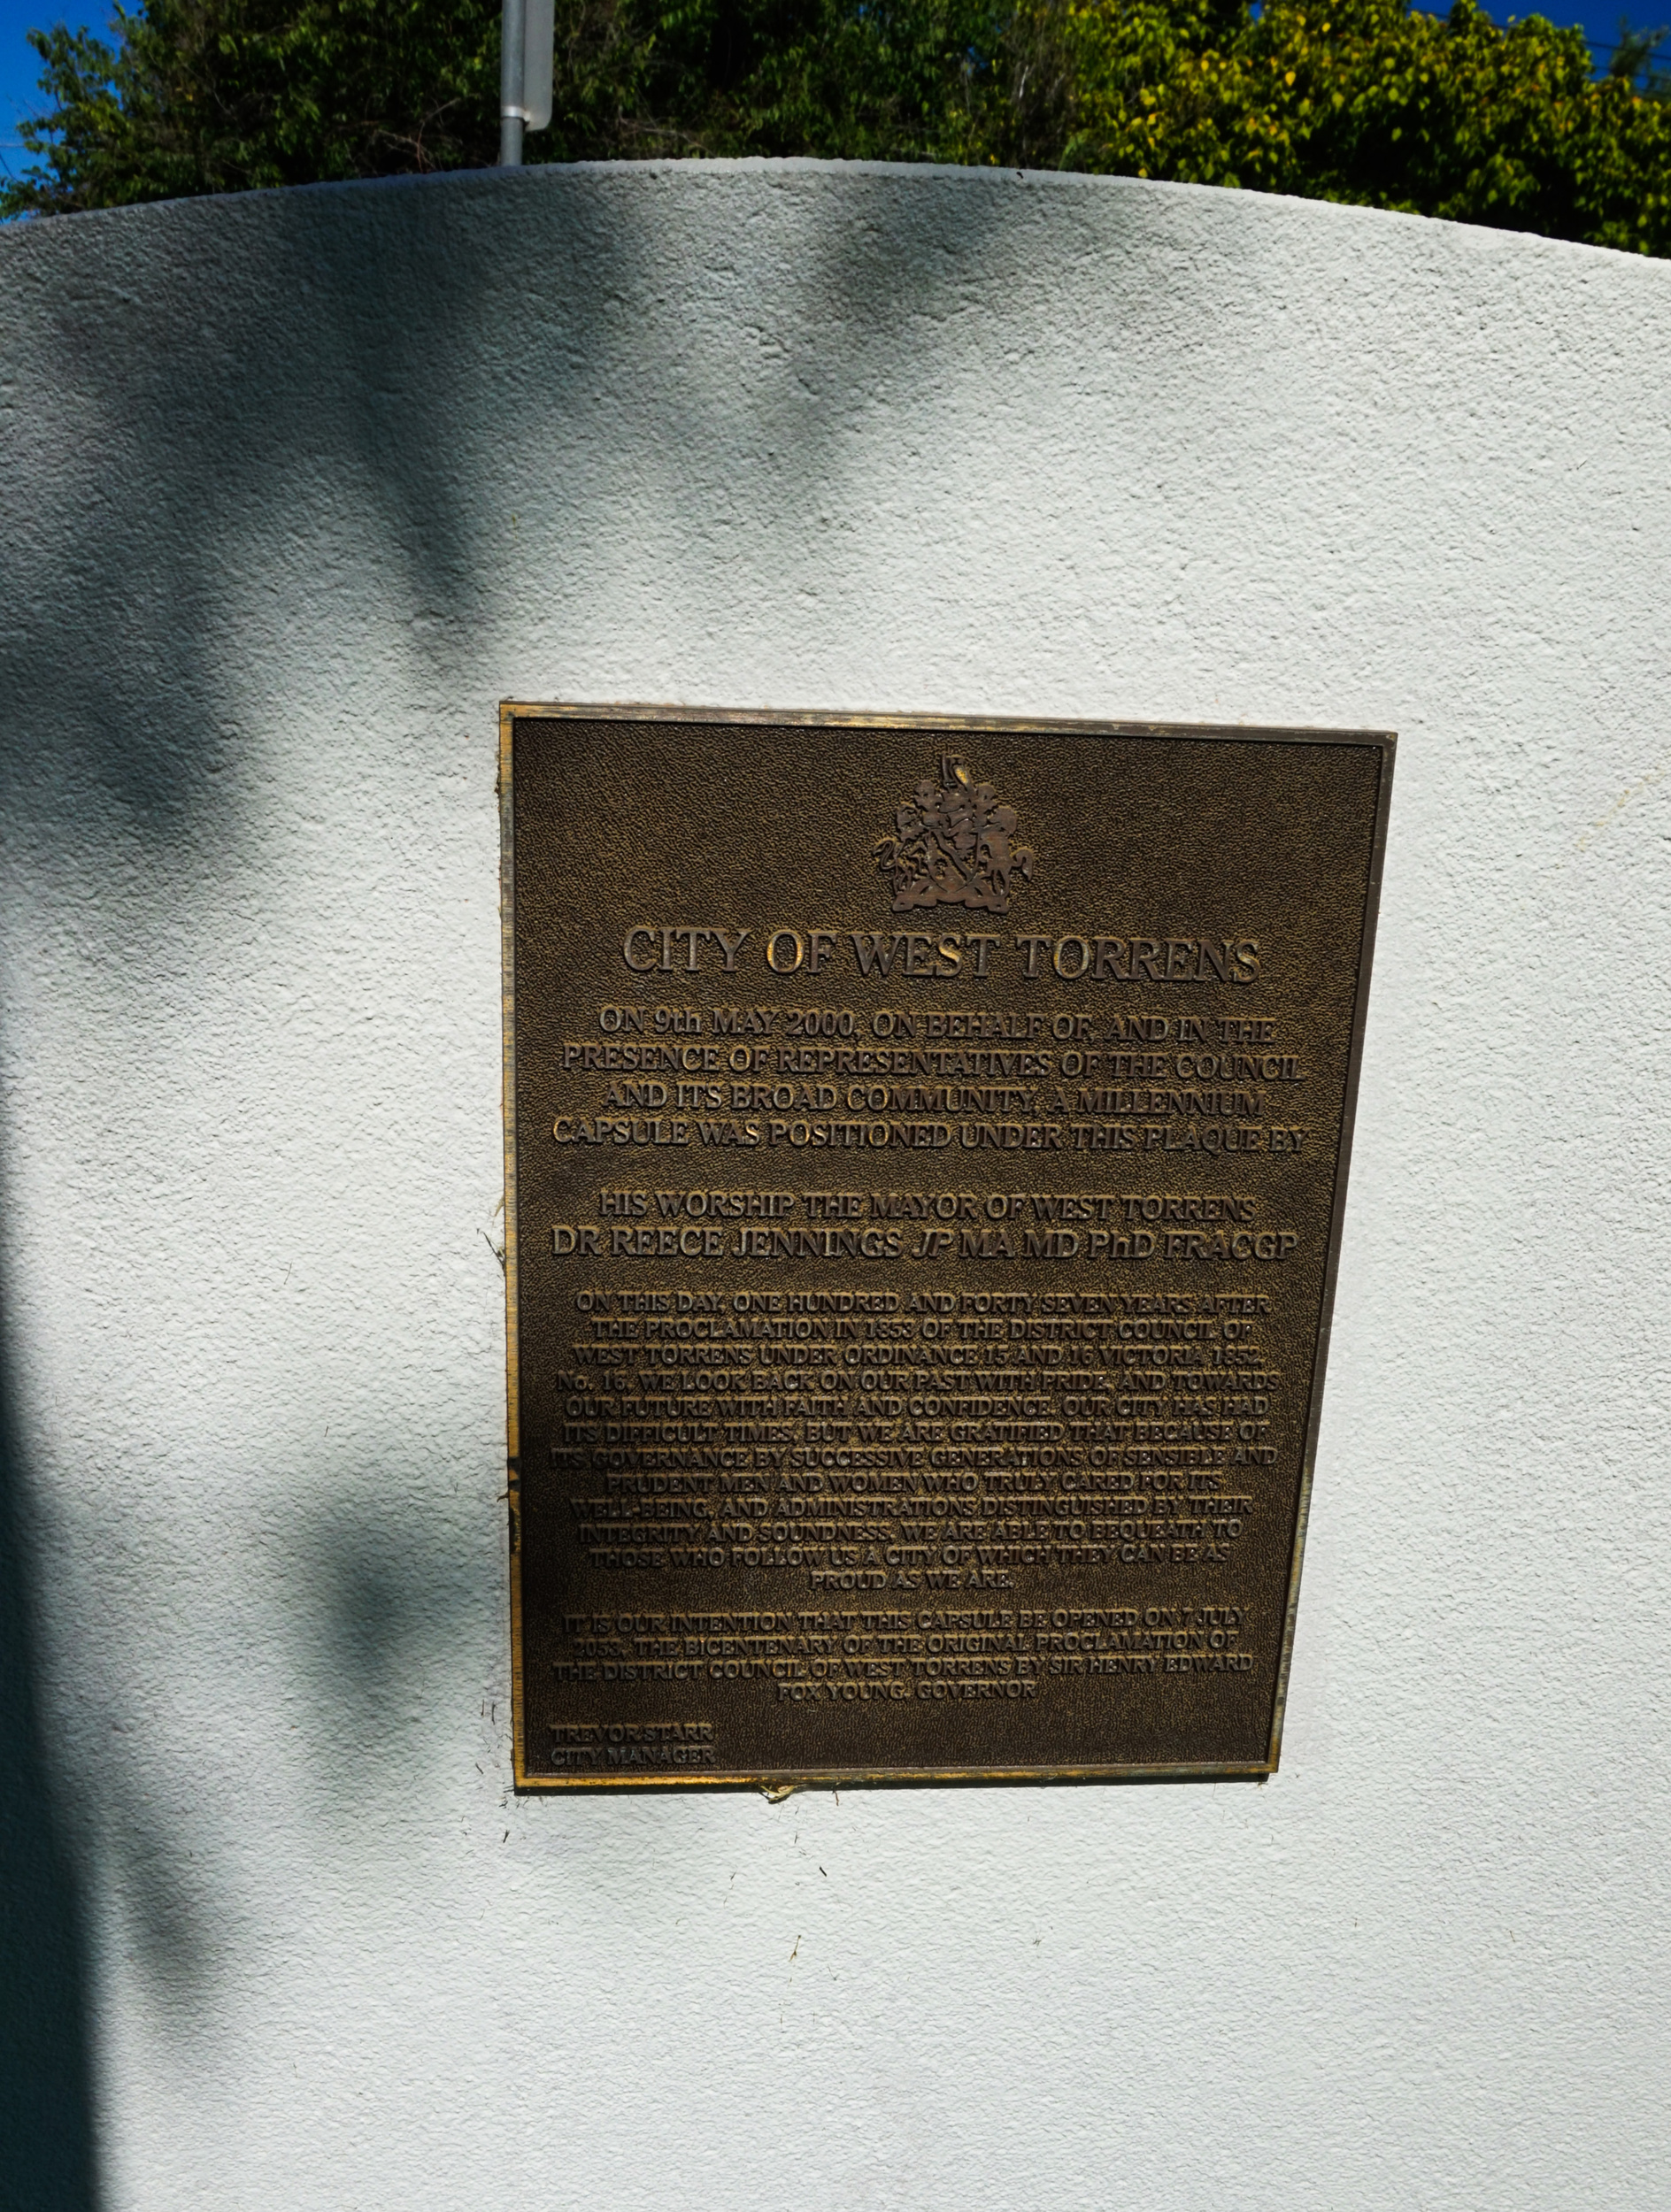 CITY OF WEST TORRENS
ON 9th MAY 2000, ON BEHALF OF, AND IN THE
PRESENCE OF REPRESENTATIVES OF THE COUNCIL
AND ITS BROAD COMMUNITY, A MILLENNIUM
CAPSULE WAS POSITIONED UNDER THIS PLAQUE BY
HIS WORSHIP THE MAYOR OF WEST TORRENS
DR REECE JENNINGS JP MA MD PhD FRACGP
ON THIS DAY, ONE HUNDRED AND FORTY SEVEN YEARS AFTER
THE PROCLAMATION IN 1853 OF THE DISTRICT COUNCIL OF
WEST TORRENS UNDER ORDINANCE 15 AND 16 VICTORIA 1852,
No. 16, WE LOOK BACK ON OUR PAST WITH PRIDE, AND TOWARDS
OUR FUTURE WITH FAITH AND CONFIDENCE. OUR CITY HAS HAD
ITS DIFFICULT TIMES, BUT WE ARE GRATIFIED THAT BECAUSE OF
ITS GOVERNANCE BY SUCCESSIVE GENERATIONS OF SENSIBLE AND
PRUDENT MEN AND WOMEN WHO TRULY CARED FOR ITS
WELL-BEING, AND ADMINISTRATIONS DISTINGUISHED BY THEIR
INTEGRITY AND SOUNDNESS, WE ARE ABLE TO BEQUEATH TO
THOSE WHO FOLLOW US A CITY OF WHICH THEY CAN BE AS
PROUD AS WE ARE.
IT IS OUR INTENTION THAT THIS CAPSULE BE OPENED ON 7 JULY
2053, THE BICENTENARY OF THE ORIGINAL PROCLAMATION OF
THE DISTRICT COUNCIL OF WEST TORRENS BY SIR HENRY EDWARD
FOX YOUNG, GOVERNOR
TREVOR STARR
CITY MANAGER